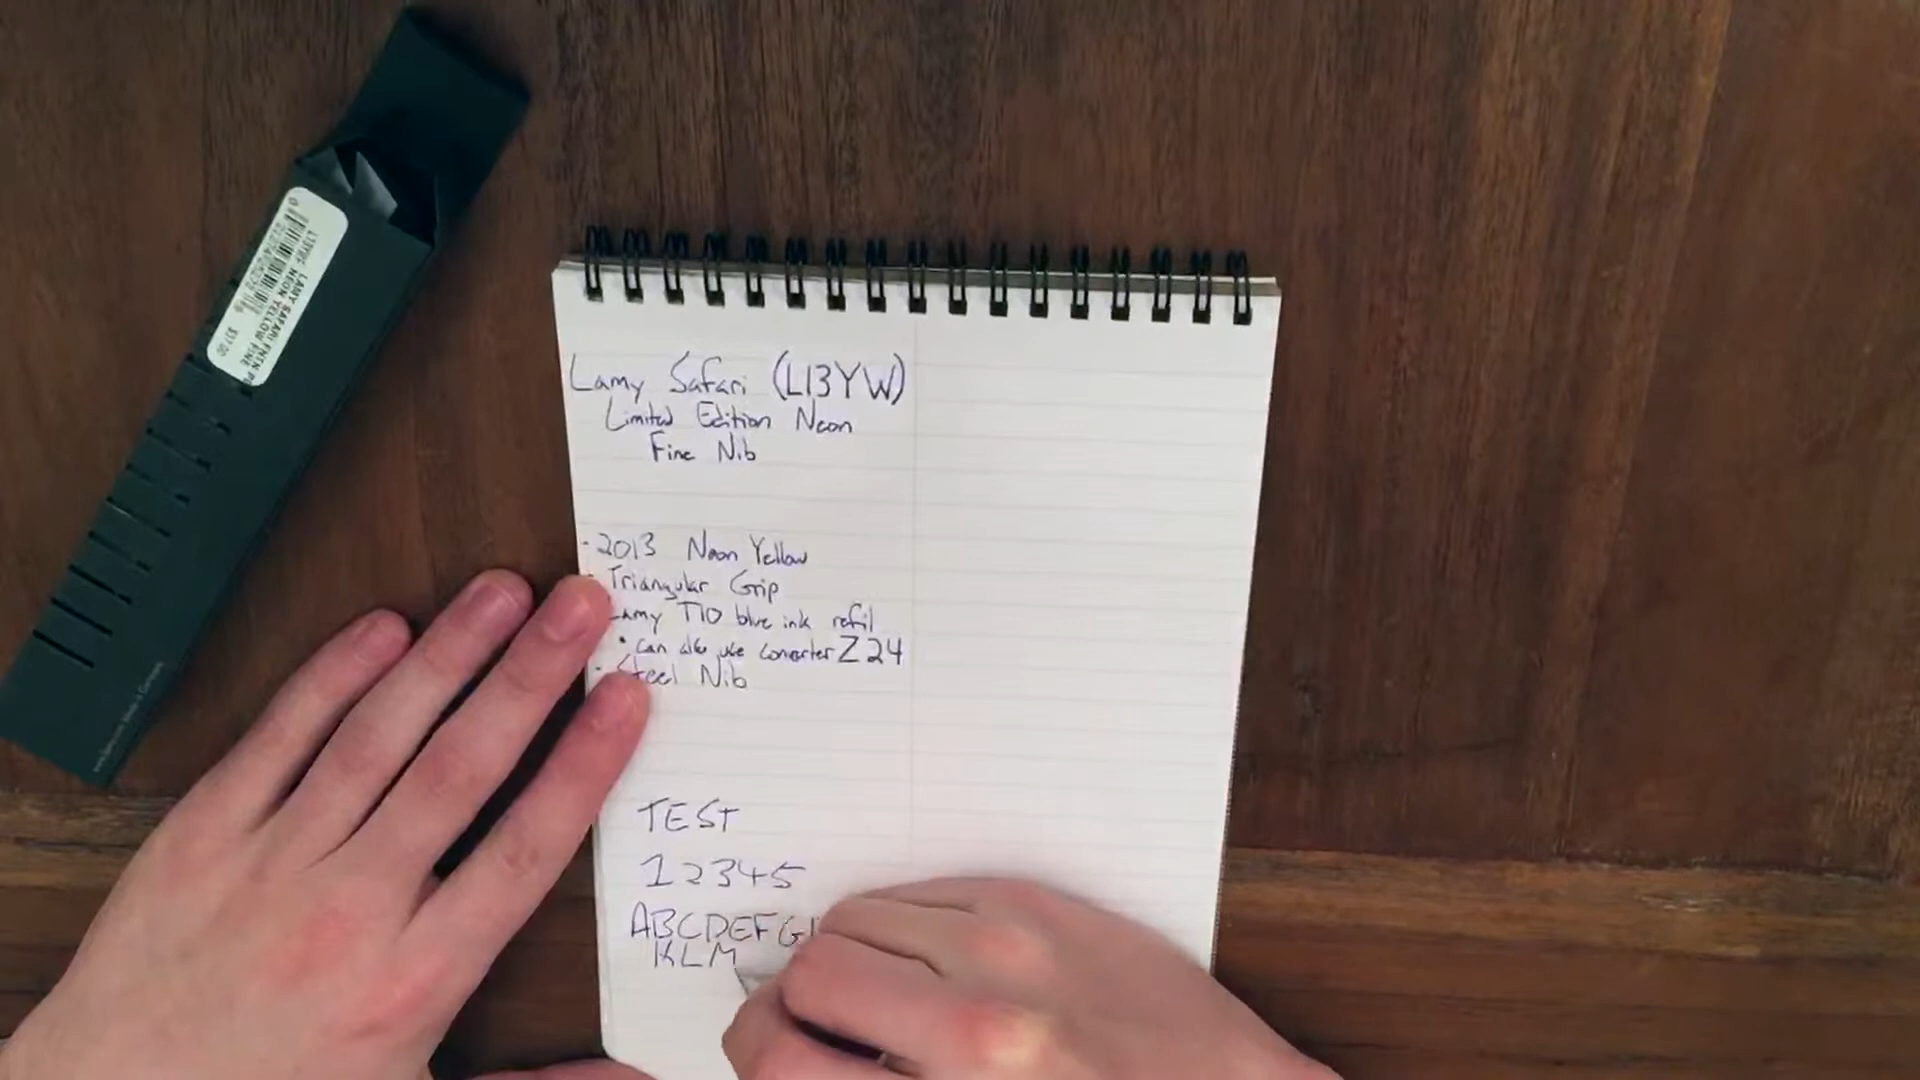 Lamy Safari (L13YW)
Limited Edition Neon
Fine Nib
- 2013 Neon Yellow
- Triangular Grip
Lamy T10 blue ink refil
• can also use converter Z24
- Steel Nib
TEST
12345
ABCDEFG
KLM
LAMY SAFARI FNTN
NEON YELLOW FINE